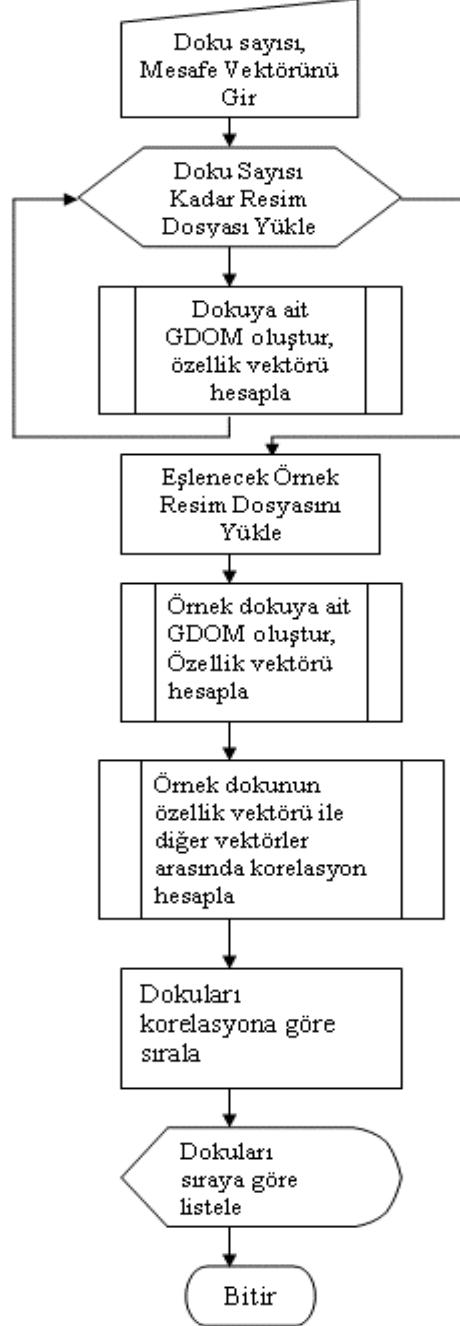 Doku sayısı,
Mesafe Vektörünü
Gir
Doku Sayısı
Kadar Resim
Dosyası Yükle
Dokuya ait
GDOM oluştur,
özellik vektörü
hesapla
Eşlenecek Örnek
Resim Dosyasını
Yükle
Örnek dokuya ait
GDOM oluştur,
Özellik vektörü
hesapla
Örnek dokunun
özellik vektörü ile
diğer vektörler
arasında korelasyon
hesapla
Dokuları
korelasyona göre
sırala
Dokuları
sıraya göre
listele
Bitir